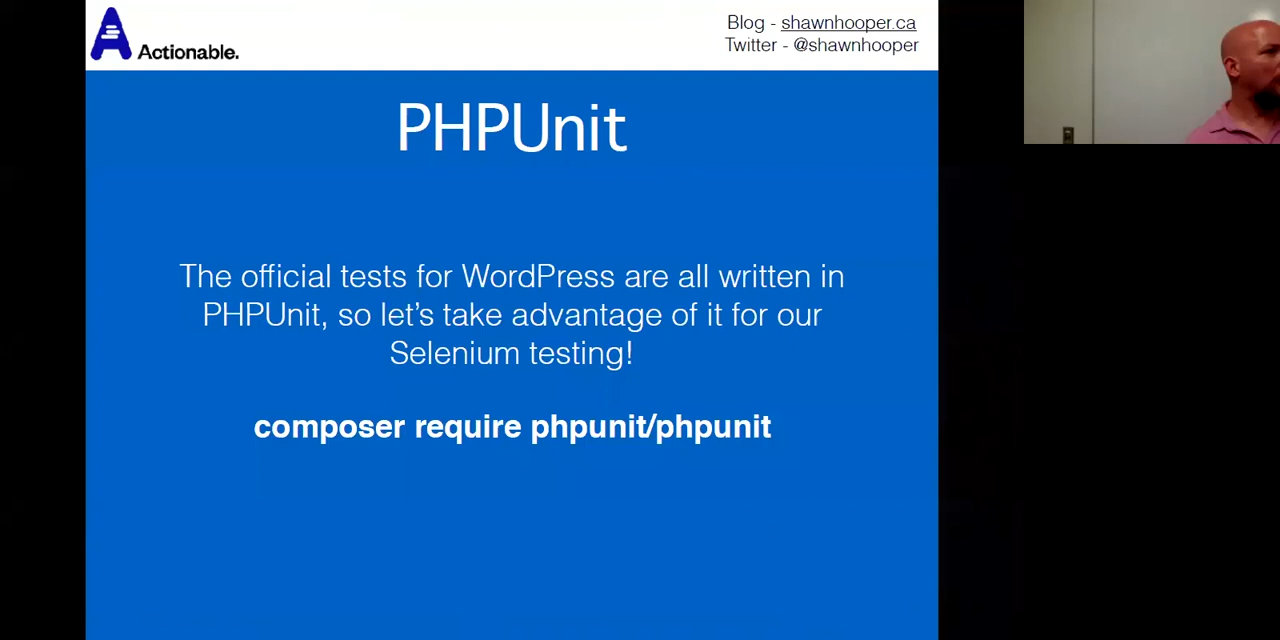 Actionable.
Blog - shawnhooper.ca
Twitter - @shawnhooper
PHPUnit
The official tests for WordPress are all written in
PHPUnit, so let’s take advantage of it for our
Selenium testing!
composer require phpunit/phpunit